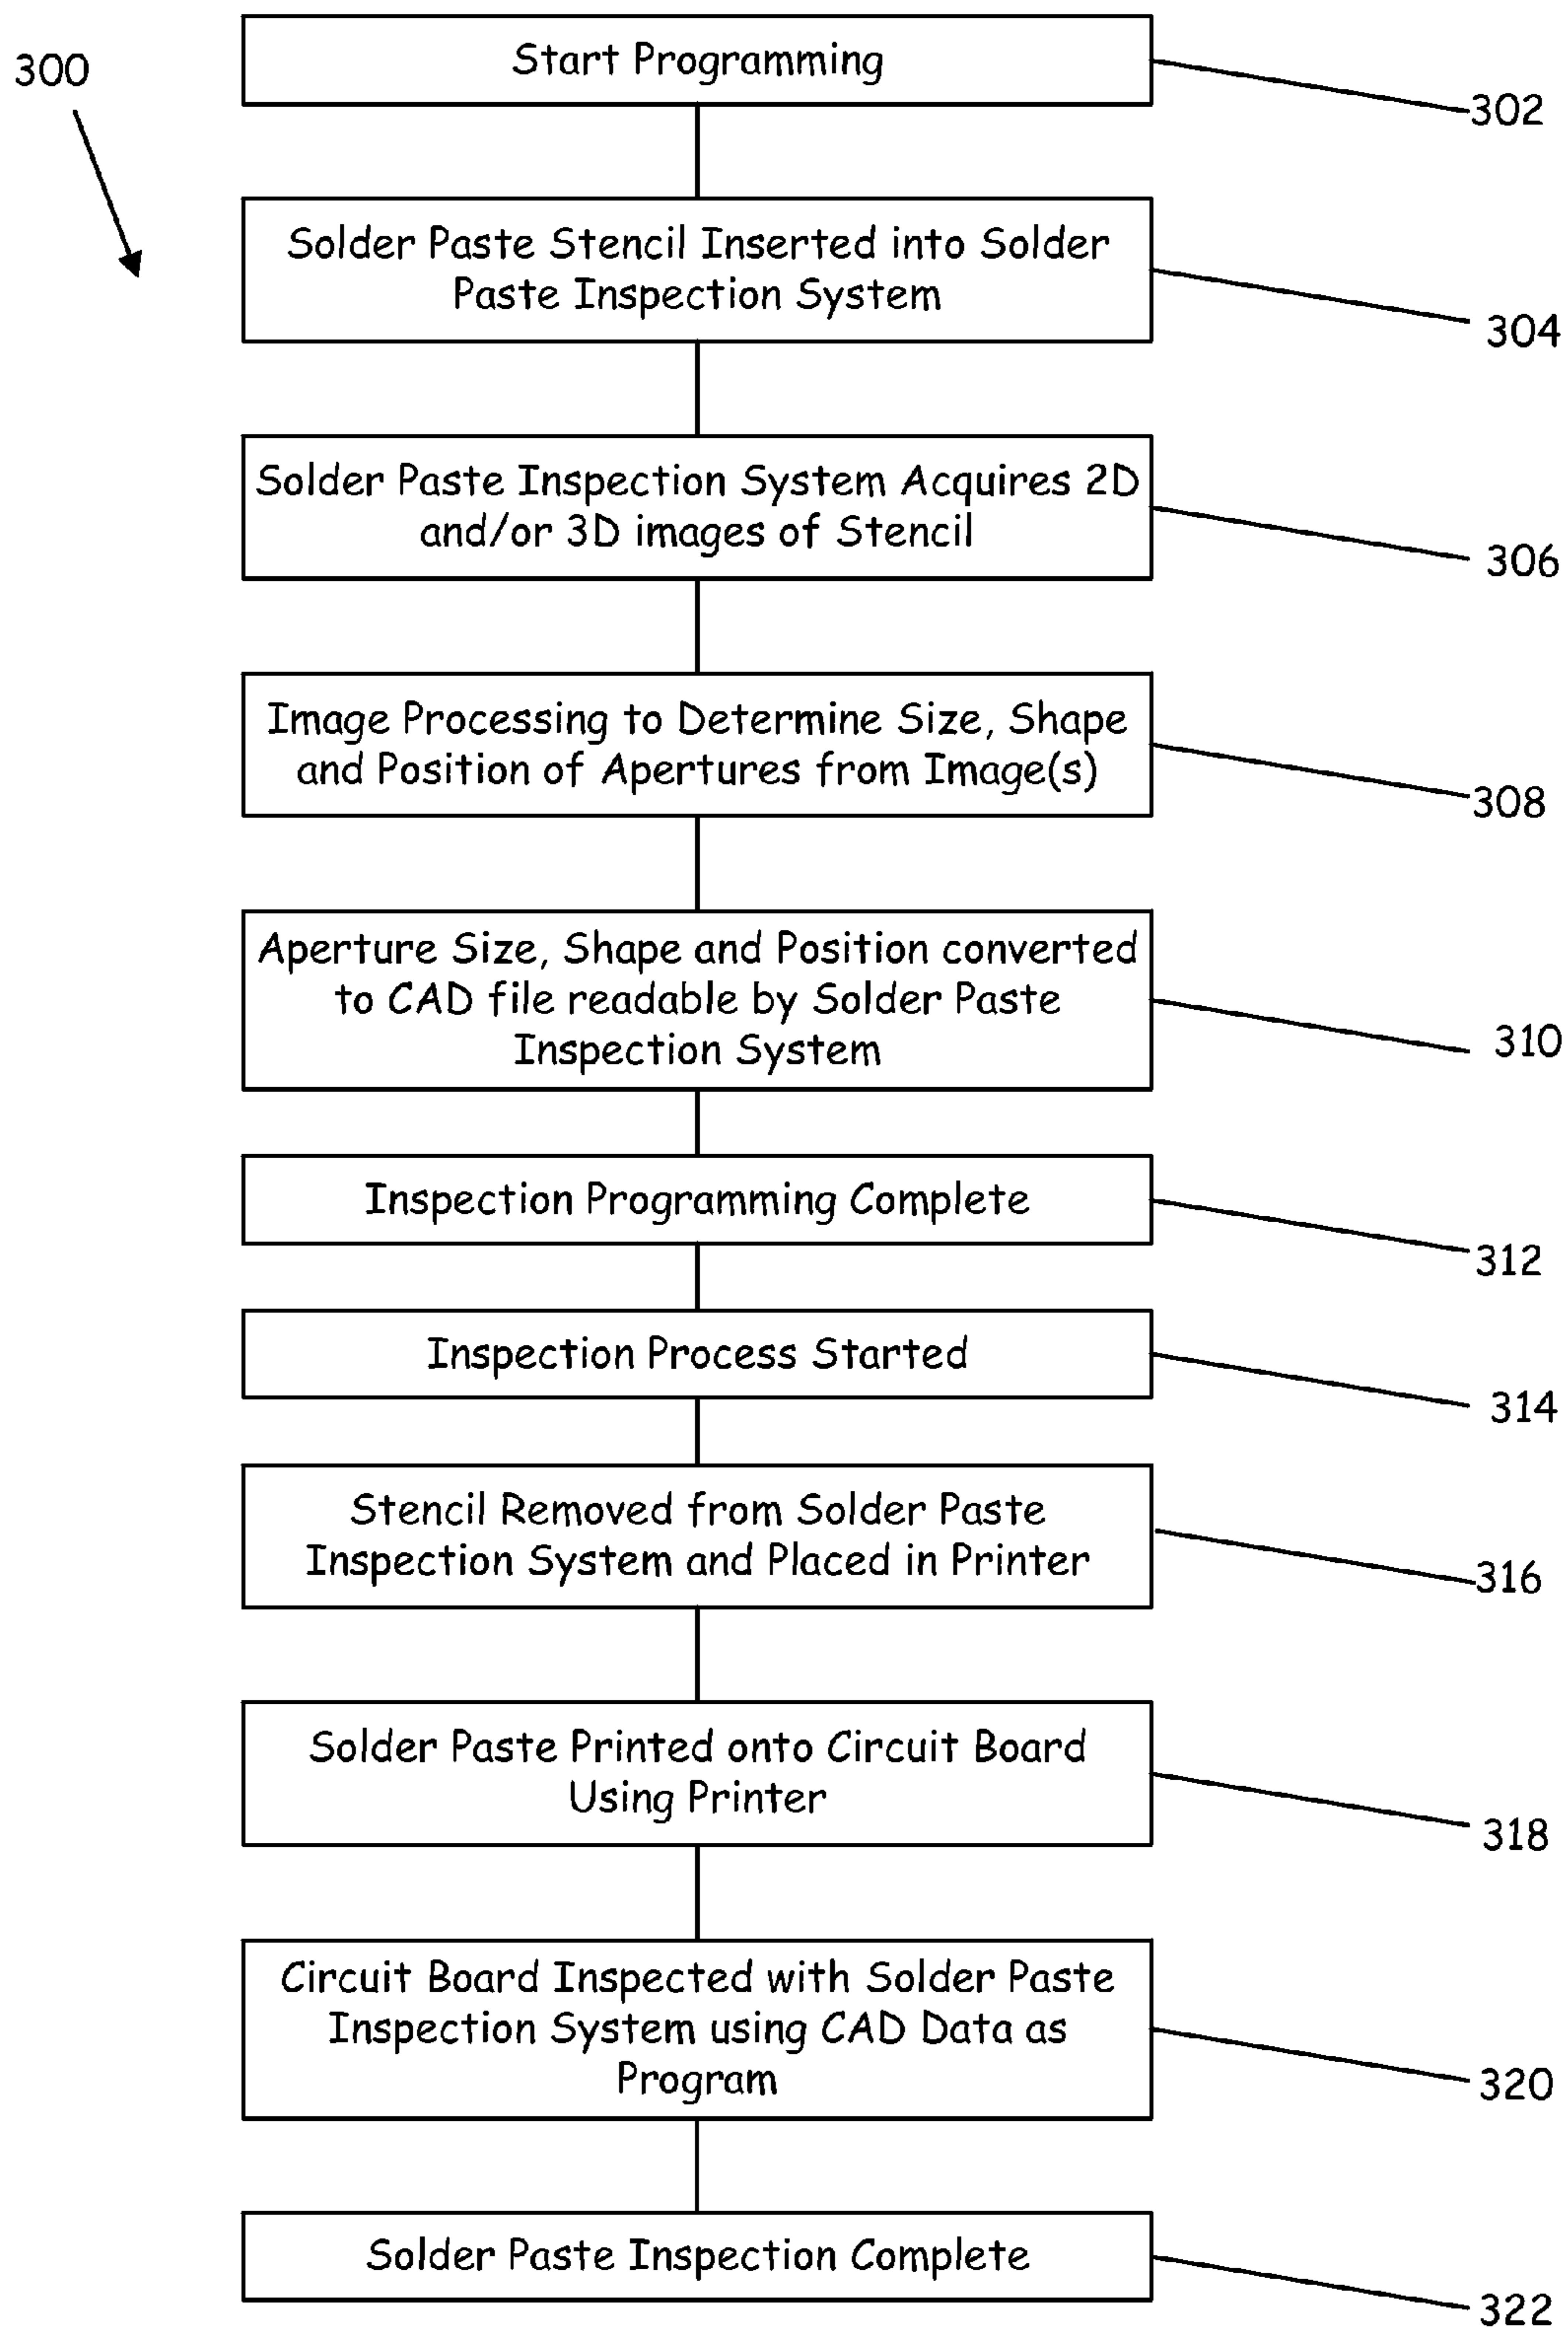 300
Start Programming
302
Solder Paste Stencil Inserted into Solder
Paste Inspection System
304
Solder Paste Inspection System Acquires 2D
and/or 3D images of Stencil
306
Image Processing to Determine Size, Shape
and Position of Apertures from Image(s)
308
Aperture Size, Shape and Position converted
to CAD file readable by Solder Paste
Inspection System
310
Inspection Programming Complete
312
Inspection Process Started
314
Stencil Removed from Solder Paste
Inspection System and Placed in Printer
316
Solder Paste Printed onto Circuit Board
Using Printer
318
Circuit Board Inspected with Solder Paste
Inspection System using CAD Data as
Program
320
Solder Paste Inspection Complete
322